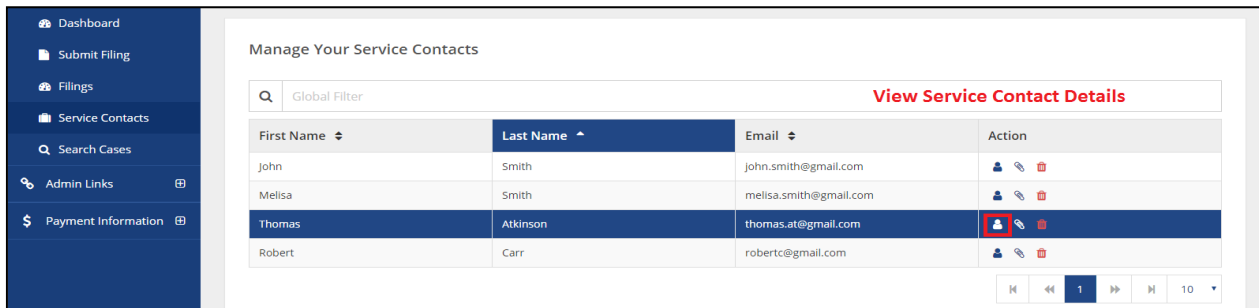 Dashboard
Submit Filing
Filings
Service Contacts
Search Cases
Admin Links
Payment Information
Manage Your Service Contacts
Global Filter
View Service Contact Details
First Name Last Name Email Action
John Smith john.smith@gmail.com
Melisa Smith melisa.smith@gmail.com
Thomas Atkinson thomas.at@gmail.com
Robert Carr robertc@gmail.com
1 10